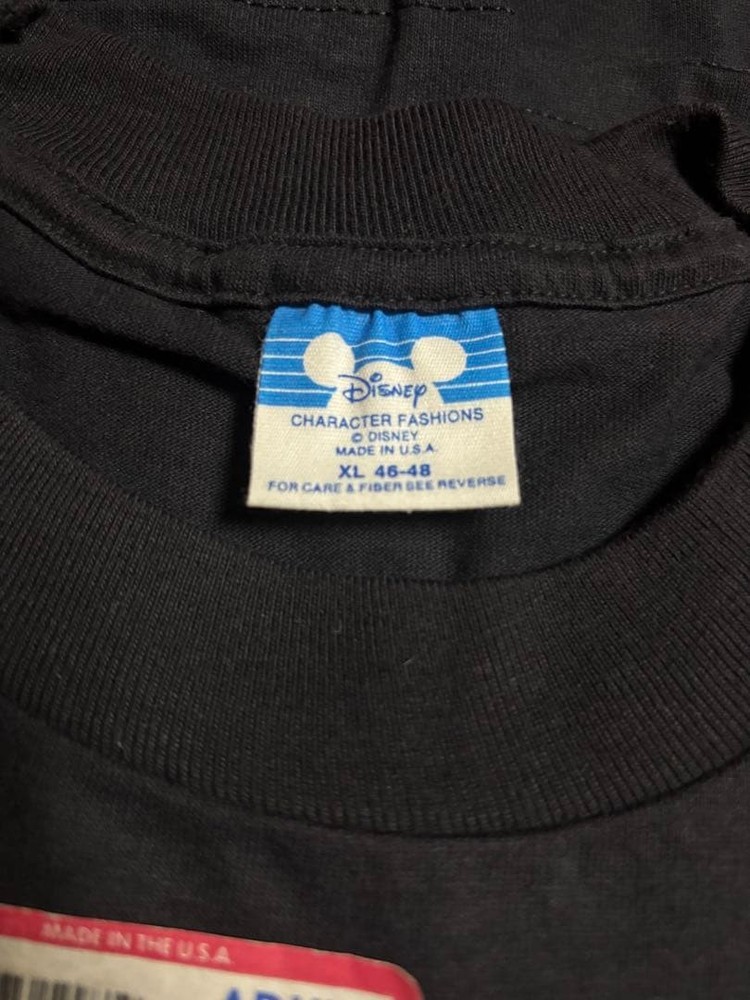 Disney
CHARACTER FASHIONS
© DISNEY
MADE IN U.S.A.
XL 46-48
FOR CARE & FIBER SEE REVERSE
MADE IN THE U.S.A.